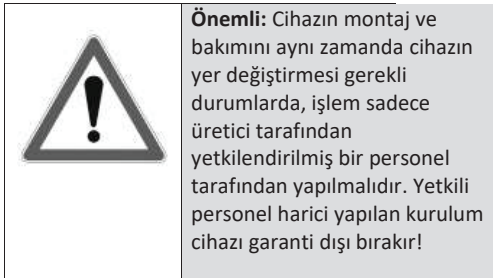 Önemli: Cihazın montaj ve
bakımını aynı zamanda cihazın
yer değiştirmesi gerekli
durumlarda, işlem sadece
üretici tarafından
yetkilendirilmiş bir personel
tarafından yapılmalıdır. Yetkili
personel harici yapılan kurulum
cihazı garanti dışı bırakır!